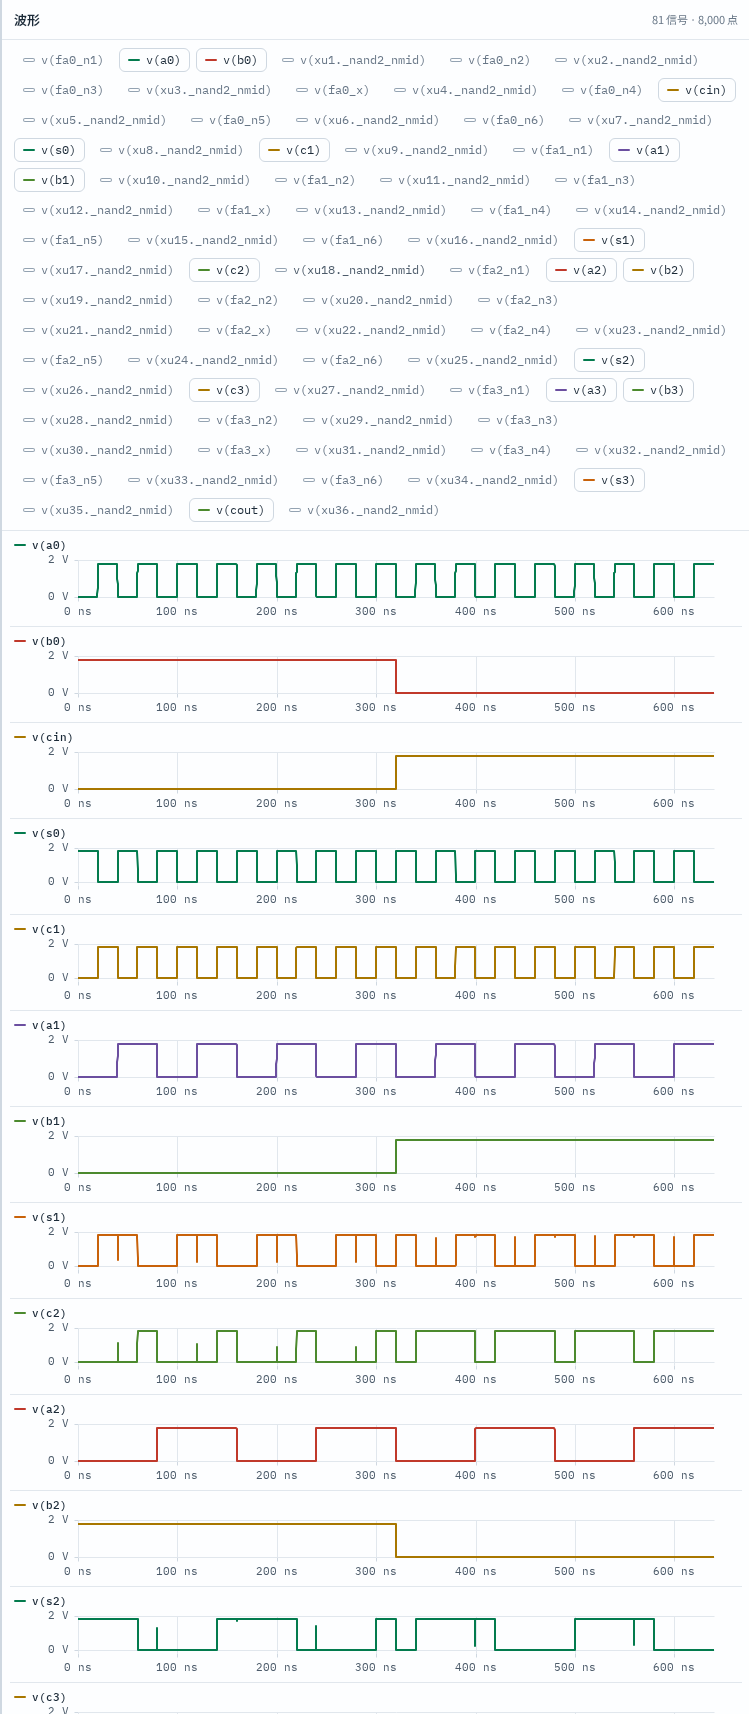 波形 81 信号 · 8,000 点
v(fa0_n1) v(a0) v(b0) v(xu1._nand2_nmid) v(fa0_n2) v(xu2._nand2_nmid)
v(fa0_n3) v(xu3._nand2_nmid) v(fa0_x) v(xu4._nand2_nmid) v(fa0_n4) v(cin)
v(xu5._nand2_nmid) v(fa0_n5) v(xu6._nand2_nmid) v(fa0_n6) v(xu7._nand2_nmid)
v(s0) v(xu8._nand2_nmid) v(c1) v(xu9._nand2_nmid) v(fa1_n1) v(a1)
v(b1) v(xu10._nand2_nmid) v(fa1_n2) v(xu11._nand2_nmid) v(fa1_n3)
v(xu12._nand2_nmid) v(fa1_x) v(xu13._nand2_nmid) v(fa1_n4) v(xu14._nand2_nmid)
v(fa1_n5) v(xu15._nand2_nmid) v(fa1_n6) v(xu16._nand2_nmid) v(s1)
v(xu17._nand2_nmid) v(c2) v(xu18._nand2_nmid) v(fa2_n1) v(a2) v(b2)
v(xu19._nand2_nmid) v(fa2_n2) v(xu20._nand2_nmid) v(fa2_n3)
v(xu21._nand2_nmid) v(fa2_x) v(xu22._nand2_nmid) v(fa2_n4) v(xu23._nand2_nmid)
v(fa2_n5) v(xu24._nand2_nmid) v(fa2_n6) v(xu25._nand2_nmid) v(s2)
v(xu26._nand2_nmid) v(c3) v(xu27._nand2_nmid) v(fa3_n1) v(a3) v(b3)
v(xu28._nand2_nmid) v(fa3_n2) v(xu29._nand2_nmid) v(fa3_n3)
v(xu30._nand2_nmid) v(fa3_x) v(xu31._nand2_nmid) v(fa3_n4) v(xu32._nand2_nmid)
v(fa3_n5) v(xu33._nand2_nmid) v(fa3_n6) v(xu34._nand2_nmid) v(s3)
v(xu35._nand2_nmid) v(cout) v(xu36._nand2_nmid)
v(a0)
2 V
0 V
0 ns 100 ns 200 ns 300 ns 400 ns 500 ns 600 ns
v(b0)
2 V
0 V
0 ns 100 ns 200 ns 300 ns 400 ns 500 ns 600 ns
v(cin)
2 V
0 V
0 ns 100 ns 200 ns 300 ns 400 ns 500 ns 600 ns
v(s0)
2 V
0 V
0 ns 100 ns 200 ns 300 ns 400 ns 500 ns 600 ns
v(c1)
2 V
0 V
0 ns 100 ns 200 ns 300 ns 400 ns 500 ns 600 ns
v(a1)
2 V
0 V
0 ns 100 ns 200 ns 300 ns 400 ns 500 ns 600 ns
v(b1)
2 V
0 V
0 ns 100 ns 200 ns 300 ns 400 ns 500 ns 600 ns
v(s1)
2 V
0 V
0 ns 100 ns 200 ns 300 ns 400 ns 500 ns 600 ns
v(c2)
2 V
0 V
0 ns 100 ns 200 ns 300 ns 400 ns 500 ns 600 ns
v(a2)
2 V
0 V
0 ns 100 ns 200 ns 300 ns 400 ns 500 ns 600 ns
v(b2)
2 V
0 V
0 ns 100 ns 200 ns 300 ns 400 ns 500 ns 600 ns
v(s2)
2 V
0 V
0 ns 100 ns 200 ns 300 ns 400 ns 500 ns 600 ns
v(c3)
2 V